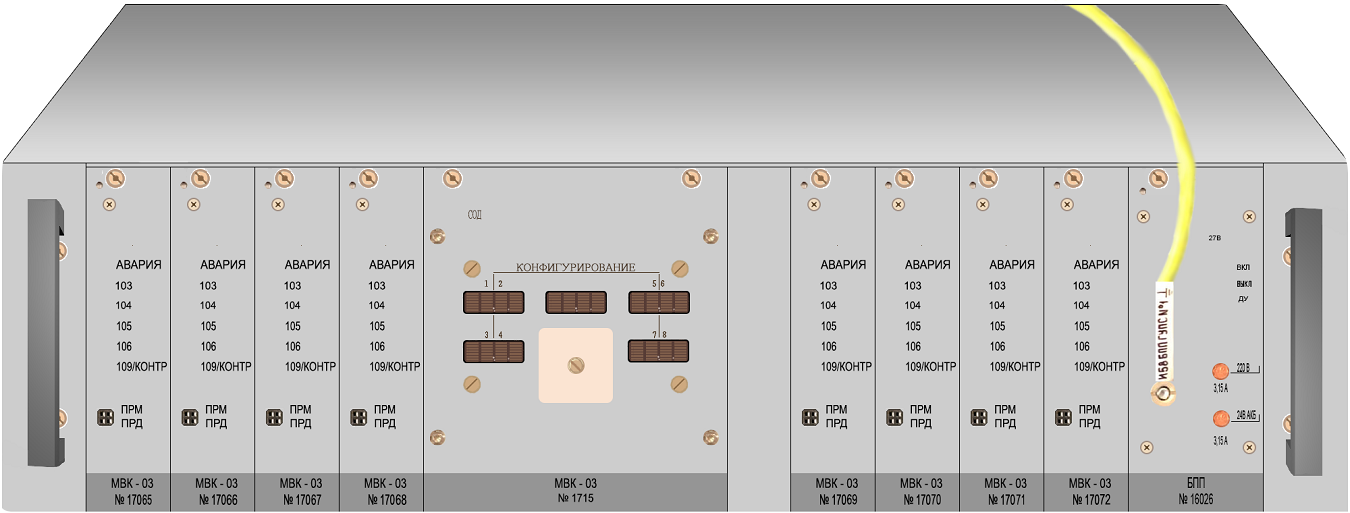 АВАРИЯ
103
104
105
106
109/КОНТР
ПРМ
ПРД
МВК - 03
№ 17065
АВАРИЯ
103
104
105
106
109/КОНТР
ПРМ
ПРД
МВК - 03
№ 17066
АВАРИЯ
103
104
105
106
109/КОНТР
ПРМ
ПРД
МВК - 03
№ 17067
АВАРИЯ
103
104
105
106
109/КОНТР
ПРМ
ПРД
МВК - 03
№ 17068
СОД
КОНФИГУРИРОВАНИЕ
1 2 5 6
3 4 7 8
МВК - 03
№ 1715
АВАРИЯ
103
104
105
106
109/КОНТР
ПРМ
ПРД
МВК - 03
№ 17069
АВАРИЯ
103
104
105
106
109/КОНТР
ПРМ
ПРД
МВК - 03
№ 17070
АВАРИЯ
103
104
105
106
109/КОНТР
ПРМ
ПРД
МВК - 03
№ 17071
АВАРИЯ
103
104
105
106
109/КОНТР
ПРМ
ПРД
МВК - 03
№ 17072
27В
ВКЛ
ВЫКЛ
ДУ
220 В
3,15 А
24В АКБ
3,15 А
БПП
№ 16026